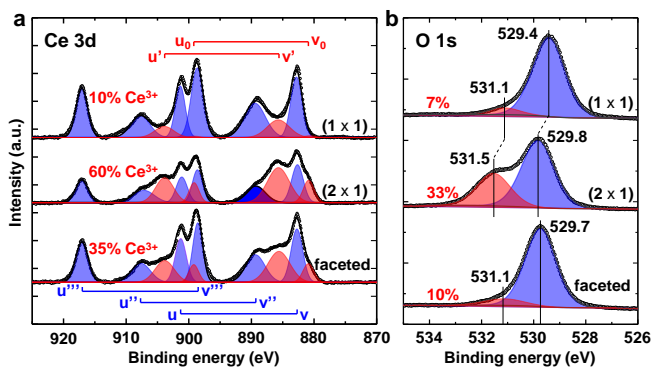 a
Ce 3d
u₀
v₀
u'
v'
10% Ce³⁺
(1 x 1)
60% Ce³⁺
(2 x 1)
35% Ce³⁺
faceted
u'''
v'''
u''
v''
u
v
Intensity (a.u.)
920
910
900
890
880
870
Binding energy (eV)
b
O 1s
529.4
531.1
7%
(1 x 1)
529.8
531.5
33%
(2 x 1)
529.7
531.1
10%
faceted
534
532
530
528
526
Binding energy (eV)